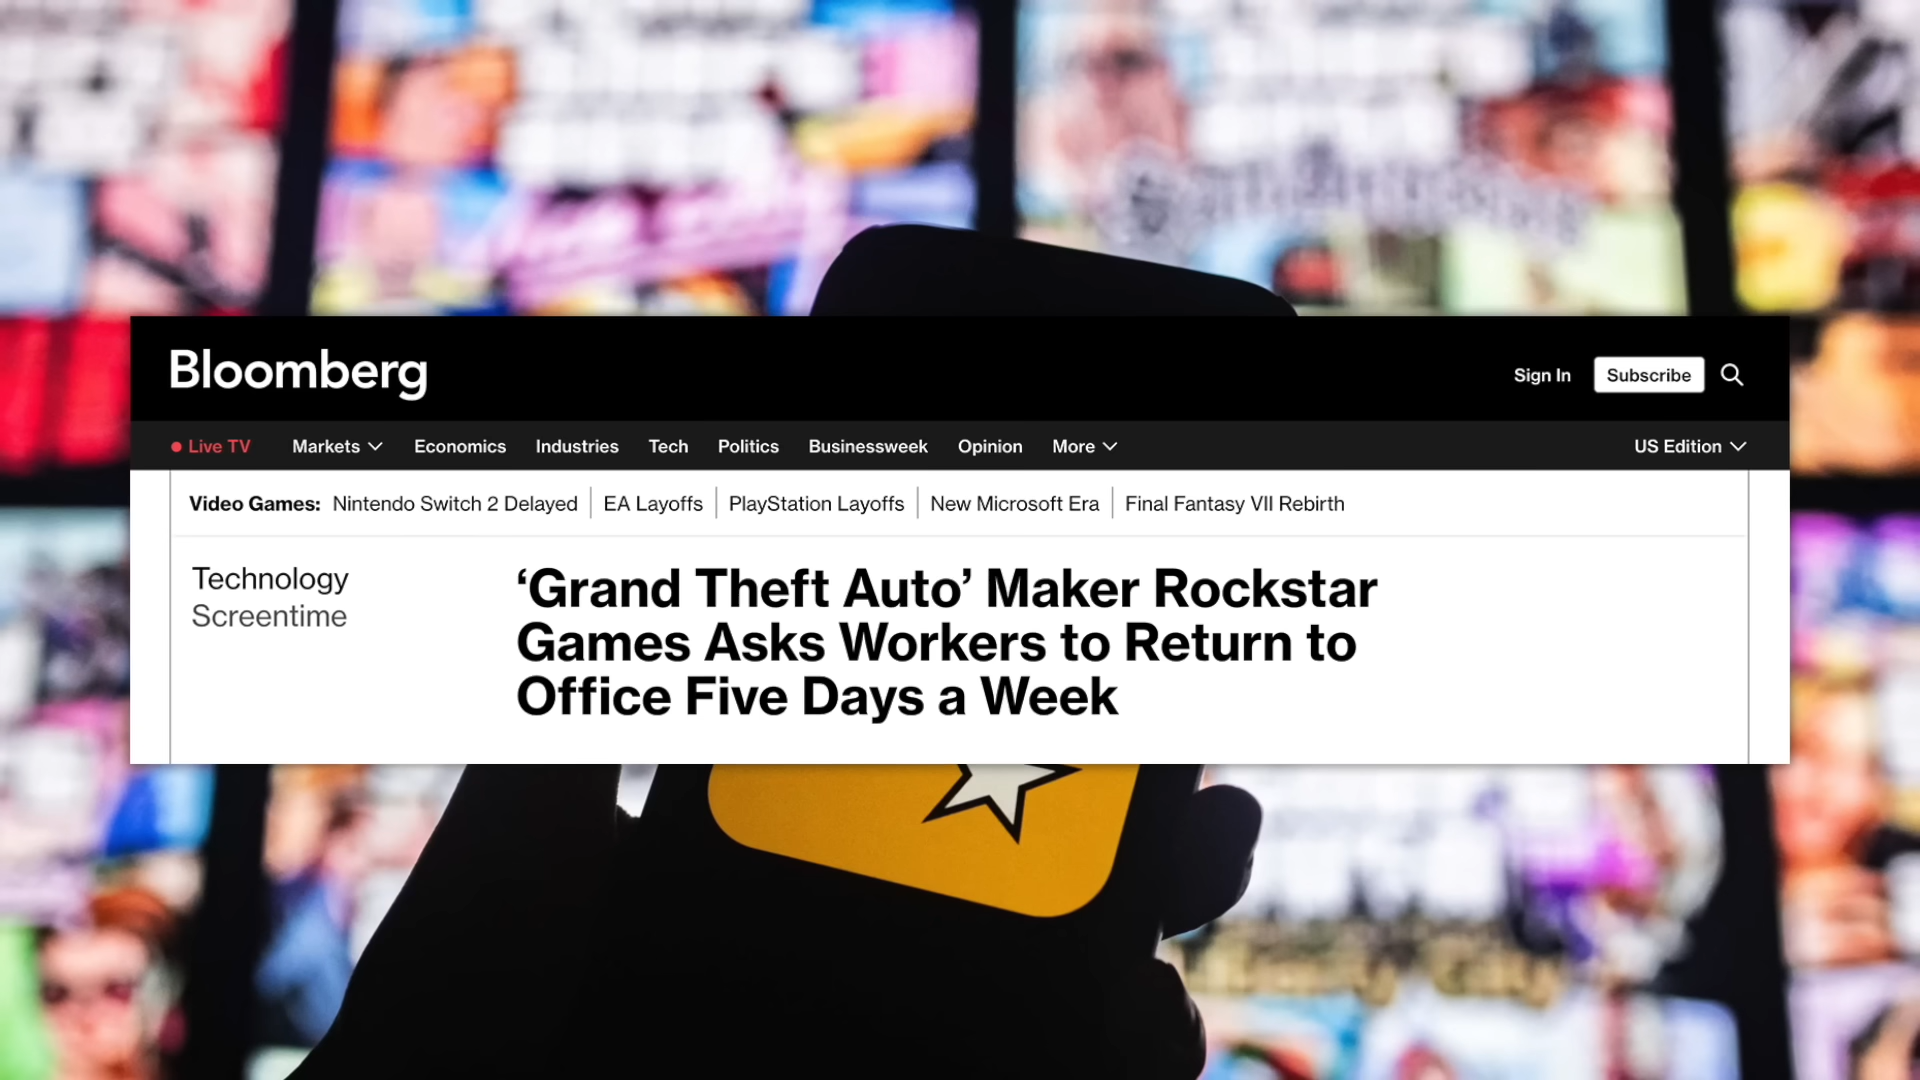 Bloomberg
Sign In
Subscribe
Live TV
Markets
Economics
Industries
Tech
Politics
Businessweek
Opinion
More
US Edition
Video Games: Nintendo Switch 2 Delayed
EA Layoffs
PlayStation Layoffs
New Microsoft Era
Final Fantasy VII Rebirth
Technology
Screentime
‘Grand Theft Auto’ Maker Rockstar
Games Asks Workers to Return to
Office Five Days a Week